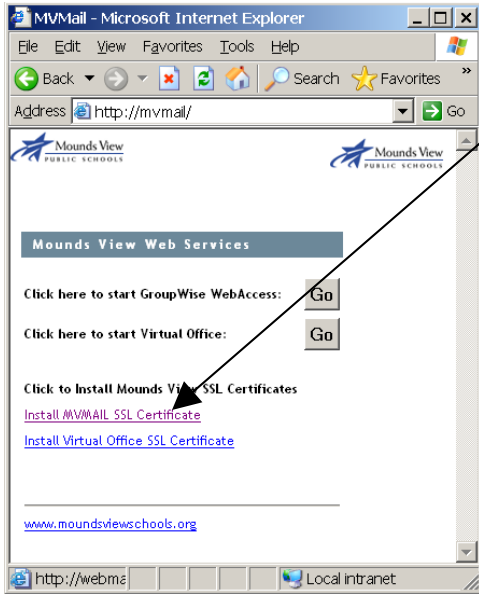 MVMail - Microsoft Internet Explorer
File Edit View Favorites Tools Help
Back Search Favorites »
Address http://mvmail/ Go
Mounds View
PUBLIC SCHOOLS
Mounds View
PUBLIC SCHOOLS
Mounds View Web Services
Click here to start GroupWise WebAccess: Go
Click here to start Virtual Office: Go
Click to Install Mounds View SSL Certificates
Install MVMAIL SSL Certificate
Install Virtual Office SSL Certificate
www.moundsviewschools.org
http://webma Local intranet